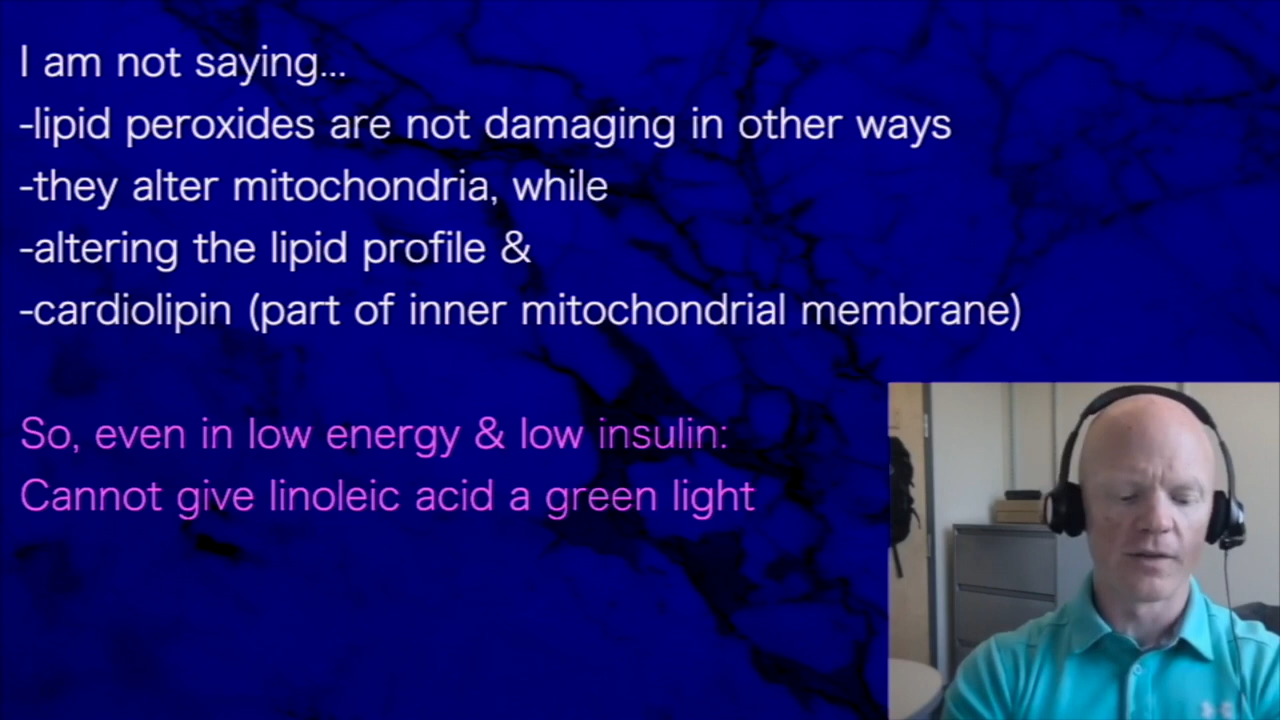 I am not saying...
-lipid peroxides are not damaging in other ways
-they alter mitochondria, while
-altering the lipid profile &
-cardiolipin (part of inner mitochondrial membrane)
So, even in low energy & low insulin:
Cannot give linoleic acid a green light